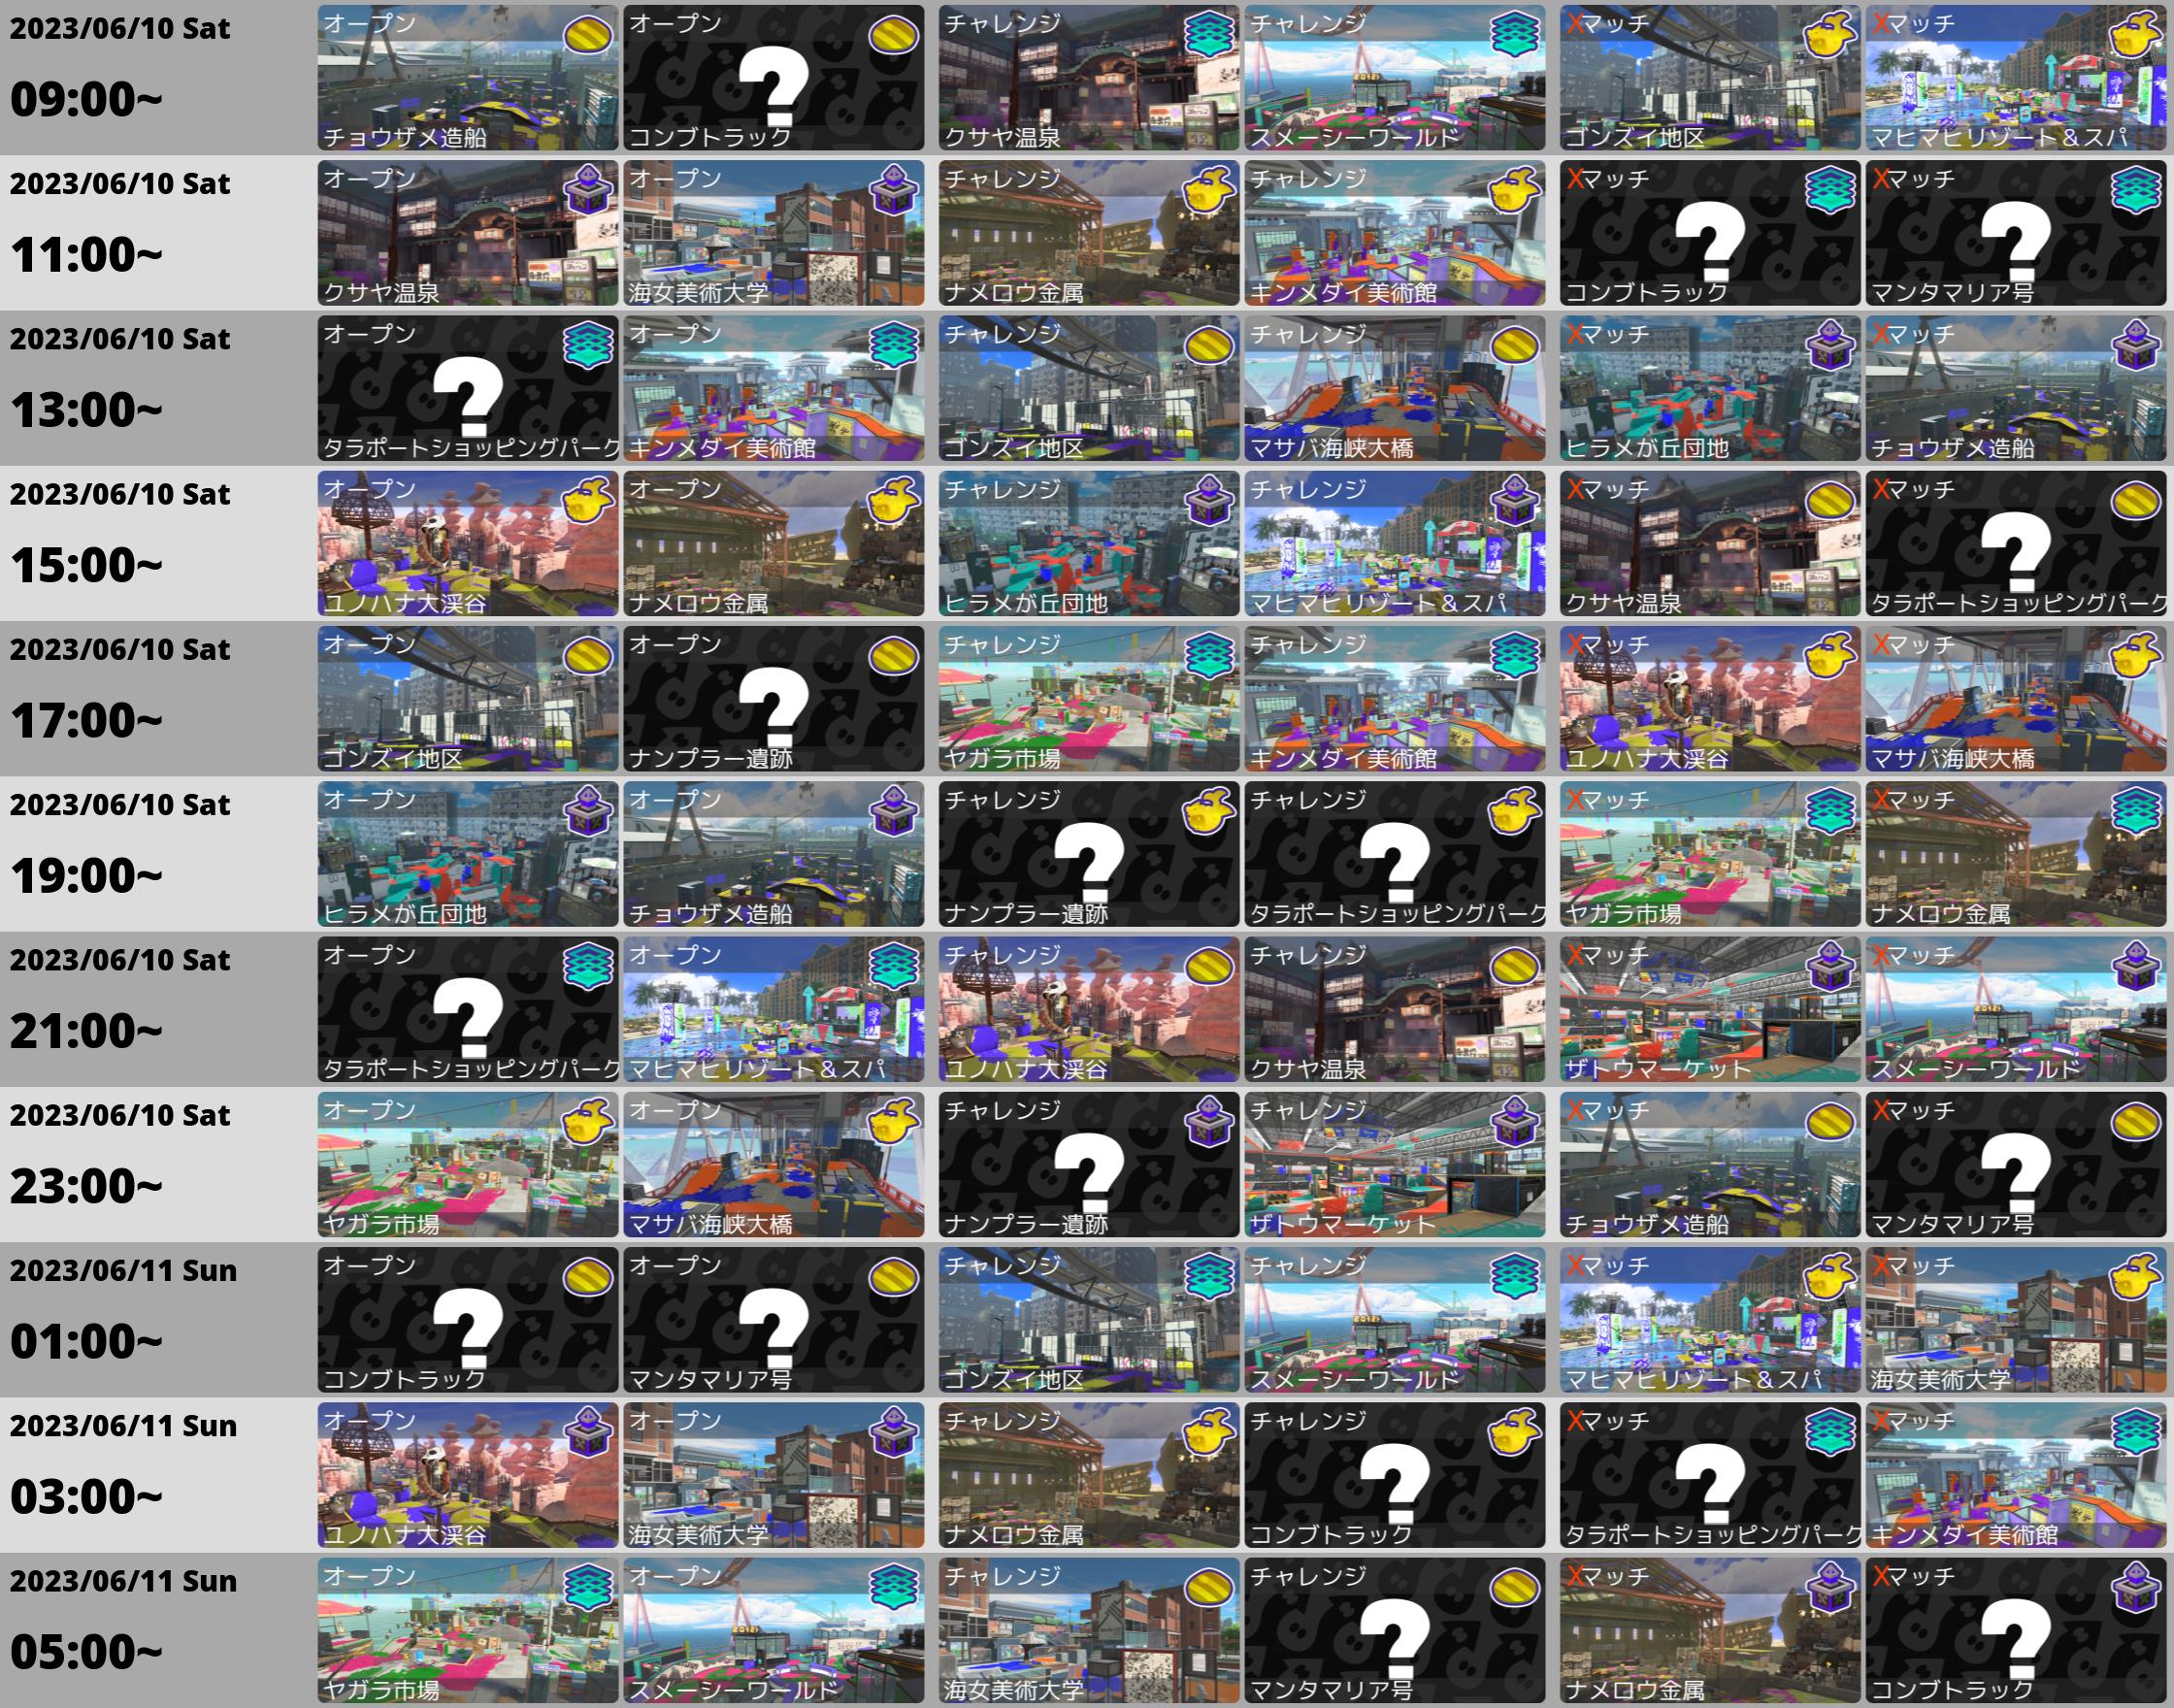 2023/06/10 Sat
09:00~
オープン
チョウザメ造船
オープン
コンブトラック
チャレンジ
クサヤ温泉
チャレンジ
スメーシーワールド
Xマッチ
ゴンズイ地区
Xマッチ
マヒマヒリゾート＆スパ
2023/06/10 Sat
11:00~
オープン
クサヤ温泉
オープン
海女美術大学
チャレンジ
ナメロウ金属
チャレンジ
キンメダイ美術館
Xマッチ
コンブトラック
Xマッチ
マンタマリア号
2023/06/10 Sat
13:00~
オープン
タラポートショッピングパーク
オープン
キンメダイ美術館
チャレンジ
ゴンズイ地区
チャレンジ
マサバ海峡大橋
Xマッチ
ヒラメが丘団地
Xマッチ
チョウザメ造船
2023/06/10 Sat
15:00~
オープン
ユノハナ大渓谷
オープン
ナメロウ金属
チャレンジ
ヒラメが丘団地
チャレンジ
マヒマヒリゾート＆スパ
Xマッチ
クサヤ温泉
Xマッチ
タラポートショッピングパーク
2023/06/10 Sat
17:00~
オープン
ゴンズイ地区
オープン
ナンプラー遺跡
チャレンジ
ヤガラ市場
チャレンジ
キンメダイ美術館
Xマッチ
ユノハナ大渓谷
Xマッチ
マサバ海峡大橋
2023/06/10 Sat
19:00~
オープン
ヒラメが丘団地
オープン
チョウザメ造船
チャレンジ
ナンプラー遺跡
チャレンジ
タラポートショッピングパーク
Xマッチ
ヤガラ市場
Xマッチ
ナメロウ金属
2023/06/10 Sat
21:00~
オープン
タラポートショッピングパーク
オープン
マヒマヒリゾート＆スパ
チャレンジ
ユノハナ大渓谷
チャレンジ
クサヤ温泉
Xマッチ
ザトウマーケット
Xマッチ
スメーシーワールド
2023/06/10 Sat
23:00~
オープン
ヤガラ市場
オープン
マサバ海峡大橋
チャレンジ
ナンプラー遺跡
チャレンジ
ザトウマーケット
Xマッチ
チョウザメ造船
Xマッチ
マンタマリア号
2023/06/11 Sun
01:00~
オープン
コンブトラック
オープン
マンタマリア号
チャレンジ
ゴンズイ地区
チャレンジ
スメーシーワールド
Xマッチ
マヒマヒリゾート＆スパ
Xマッチ
海女美術大学
2023/06/11 Sun
03:00~
オープン
ユノハナ大渓谷
オープン
海女美術大学
チャレンジ
ナメロウ金属
チャレンジ
コンブトラック
Xマッチ
タラポートショッピングパーク
Xマッチ
キンメダイ美術館
2023/06/11 Sun
05:00~
オープン
ヤガラ市場
オープン
スメーシーワールド
チャレンジ
海女美術大学
チャレンジ
マンタマリア号
Xマッチ
ナメロウ金属
Xマッチ
コンブトラック